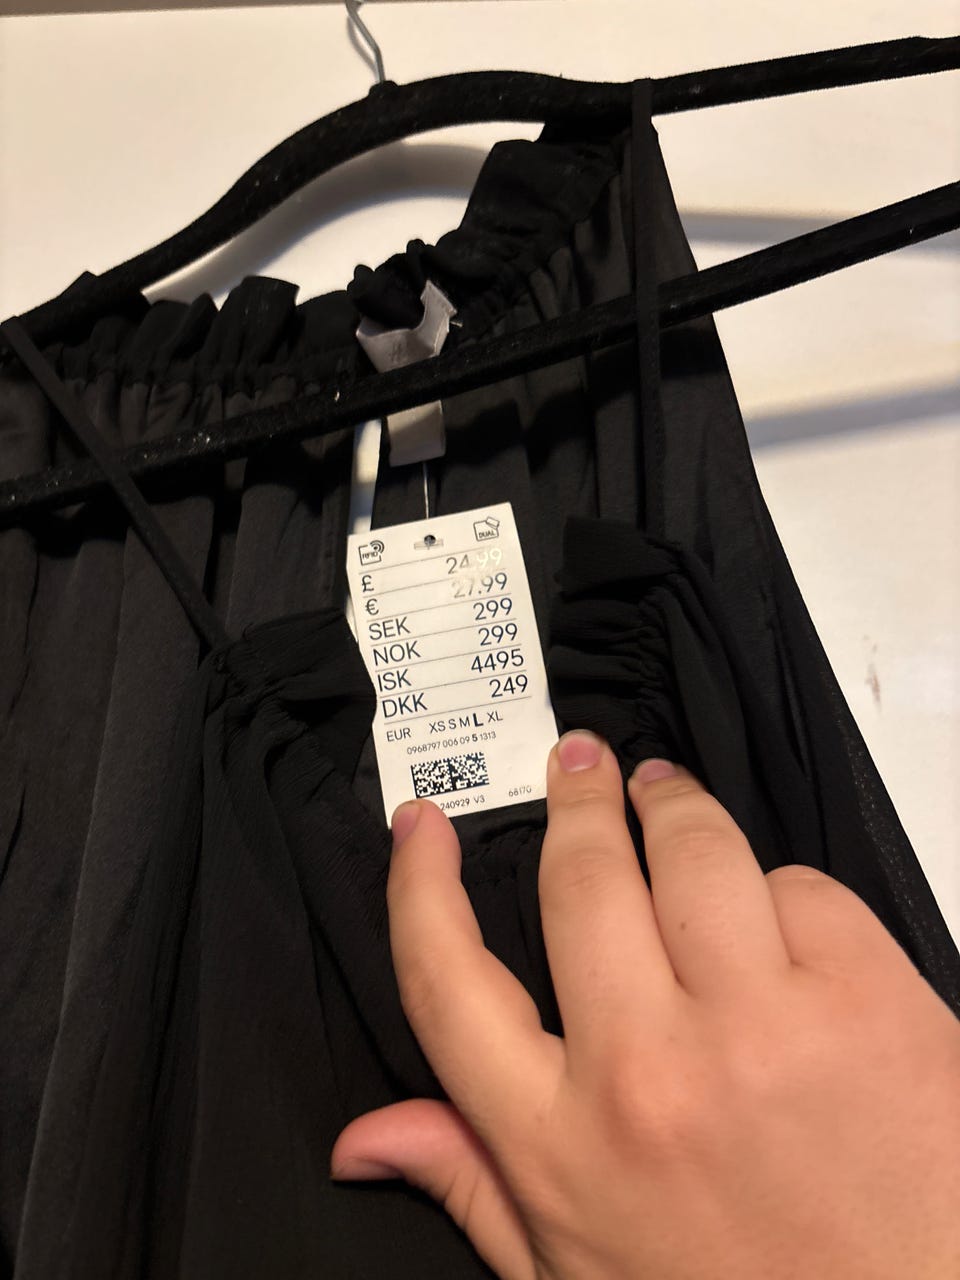 RFID DUAL
£ 24.99
€ 27.99
SEK 299
NOK 299
ISK 4495
DKK 249
EUR XS S M L XL
0968797 006 09 5 1313
240929 V3 68170